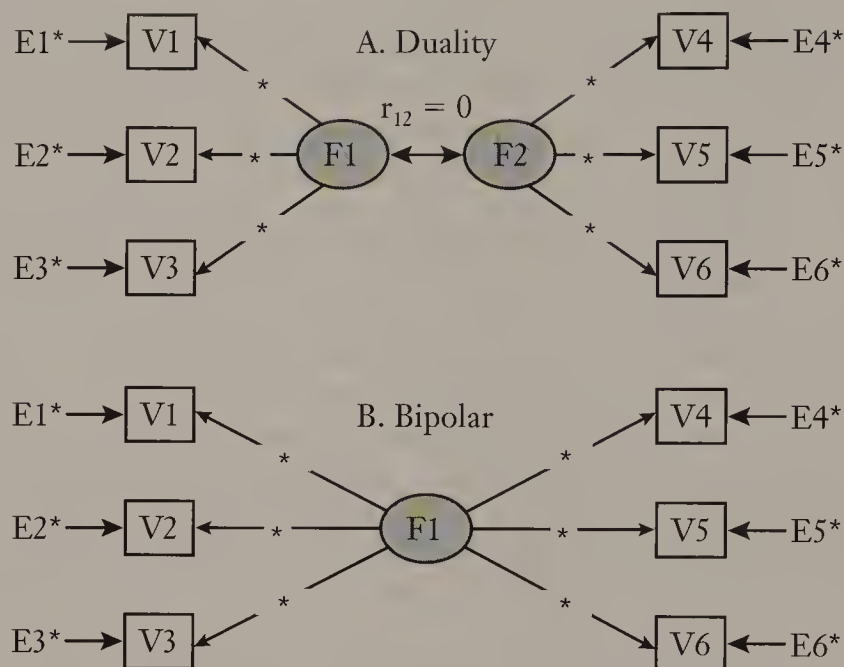 E1* V1 A. Duality V4 E4*
* *
r₁₂ = 0
E2* V2 * F1 F2 * V5 E5*
* *
E3* V3 V6 E6*
E1* V1 B. Bipolar V4 E4*
* *
E2* V2 * F1 * V5 E5*
* *
E3* V3 V6 E6*